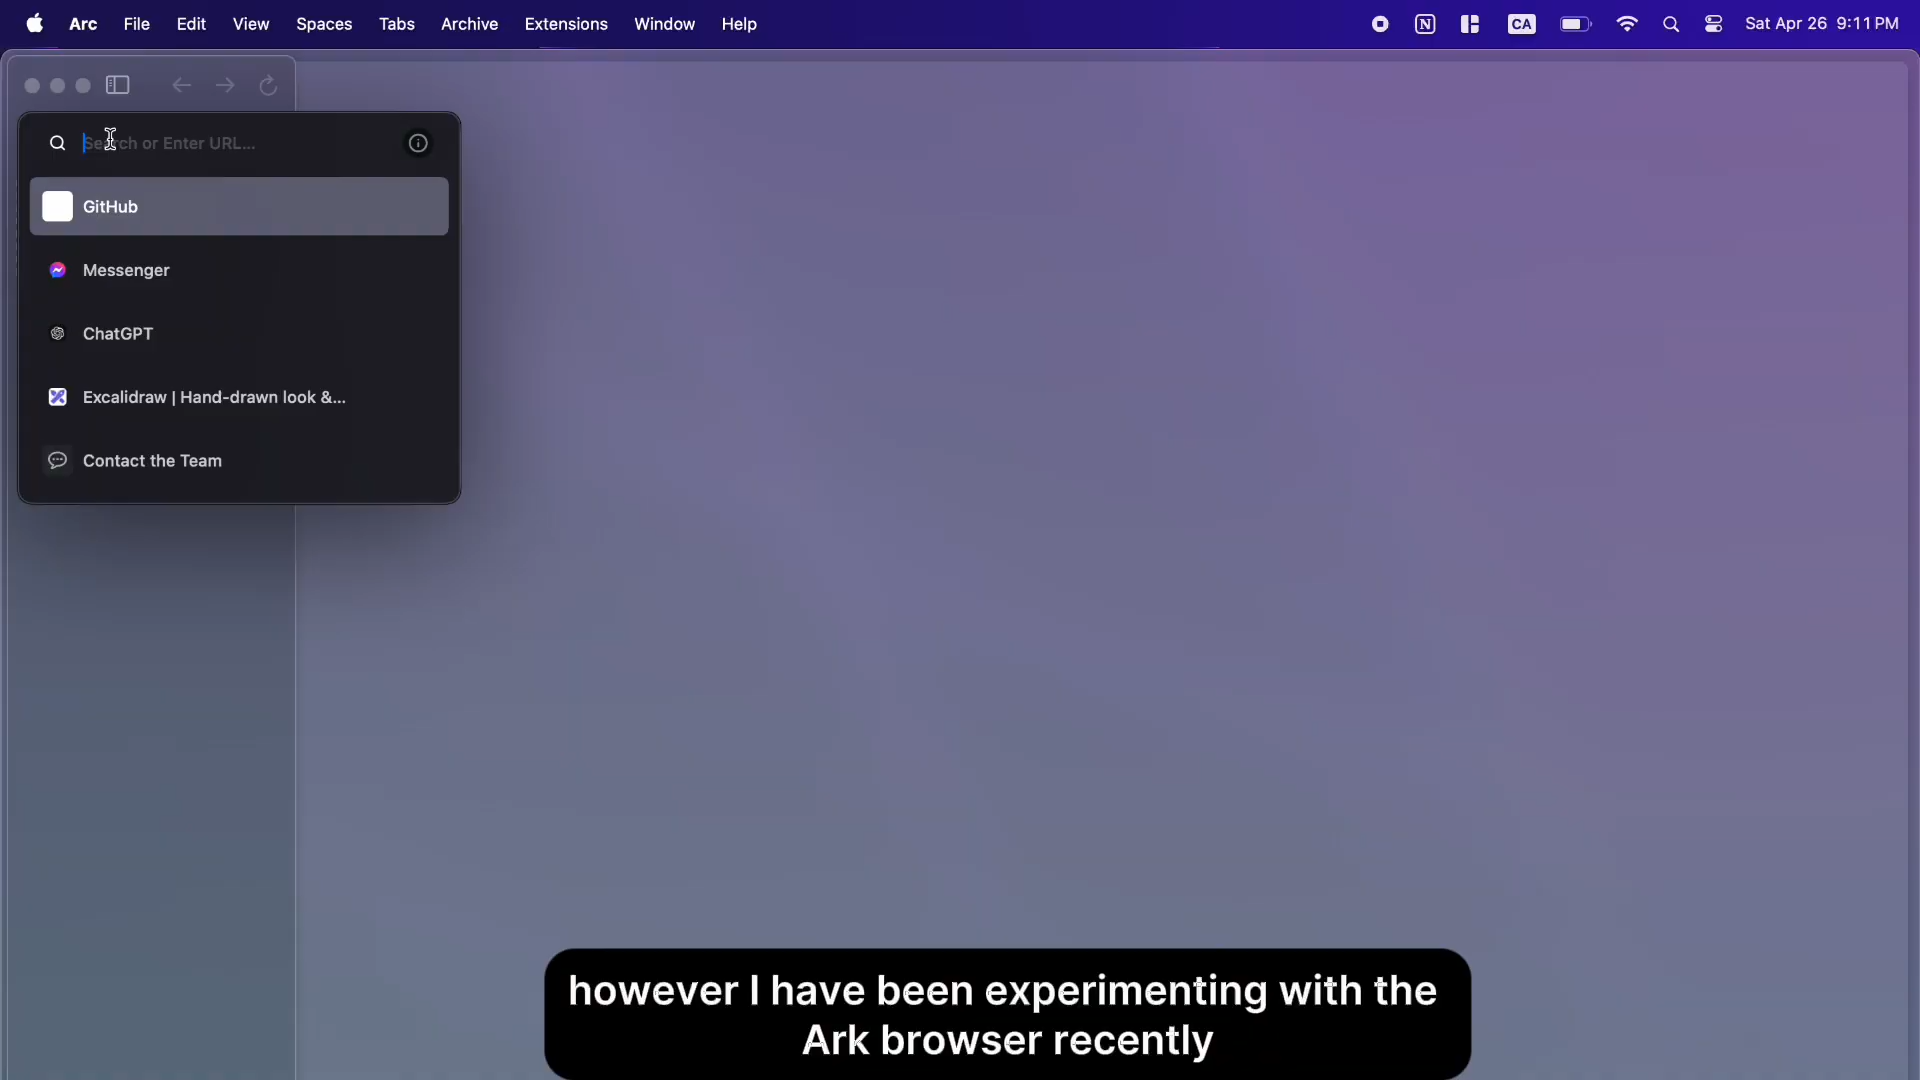 Arc File Edit View Spaces Tabs Archive Extensions Window Help CA Sat Apr 26 9:11 PM
Search or Enter URL...
GitHub
Messenger
ChatGPT
Excalidraw | Hand-drawn look &...
Contact the Team
however I have been experimenting with the
Ark browser recently